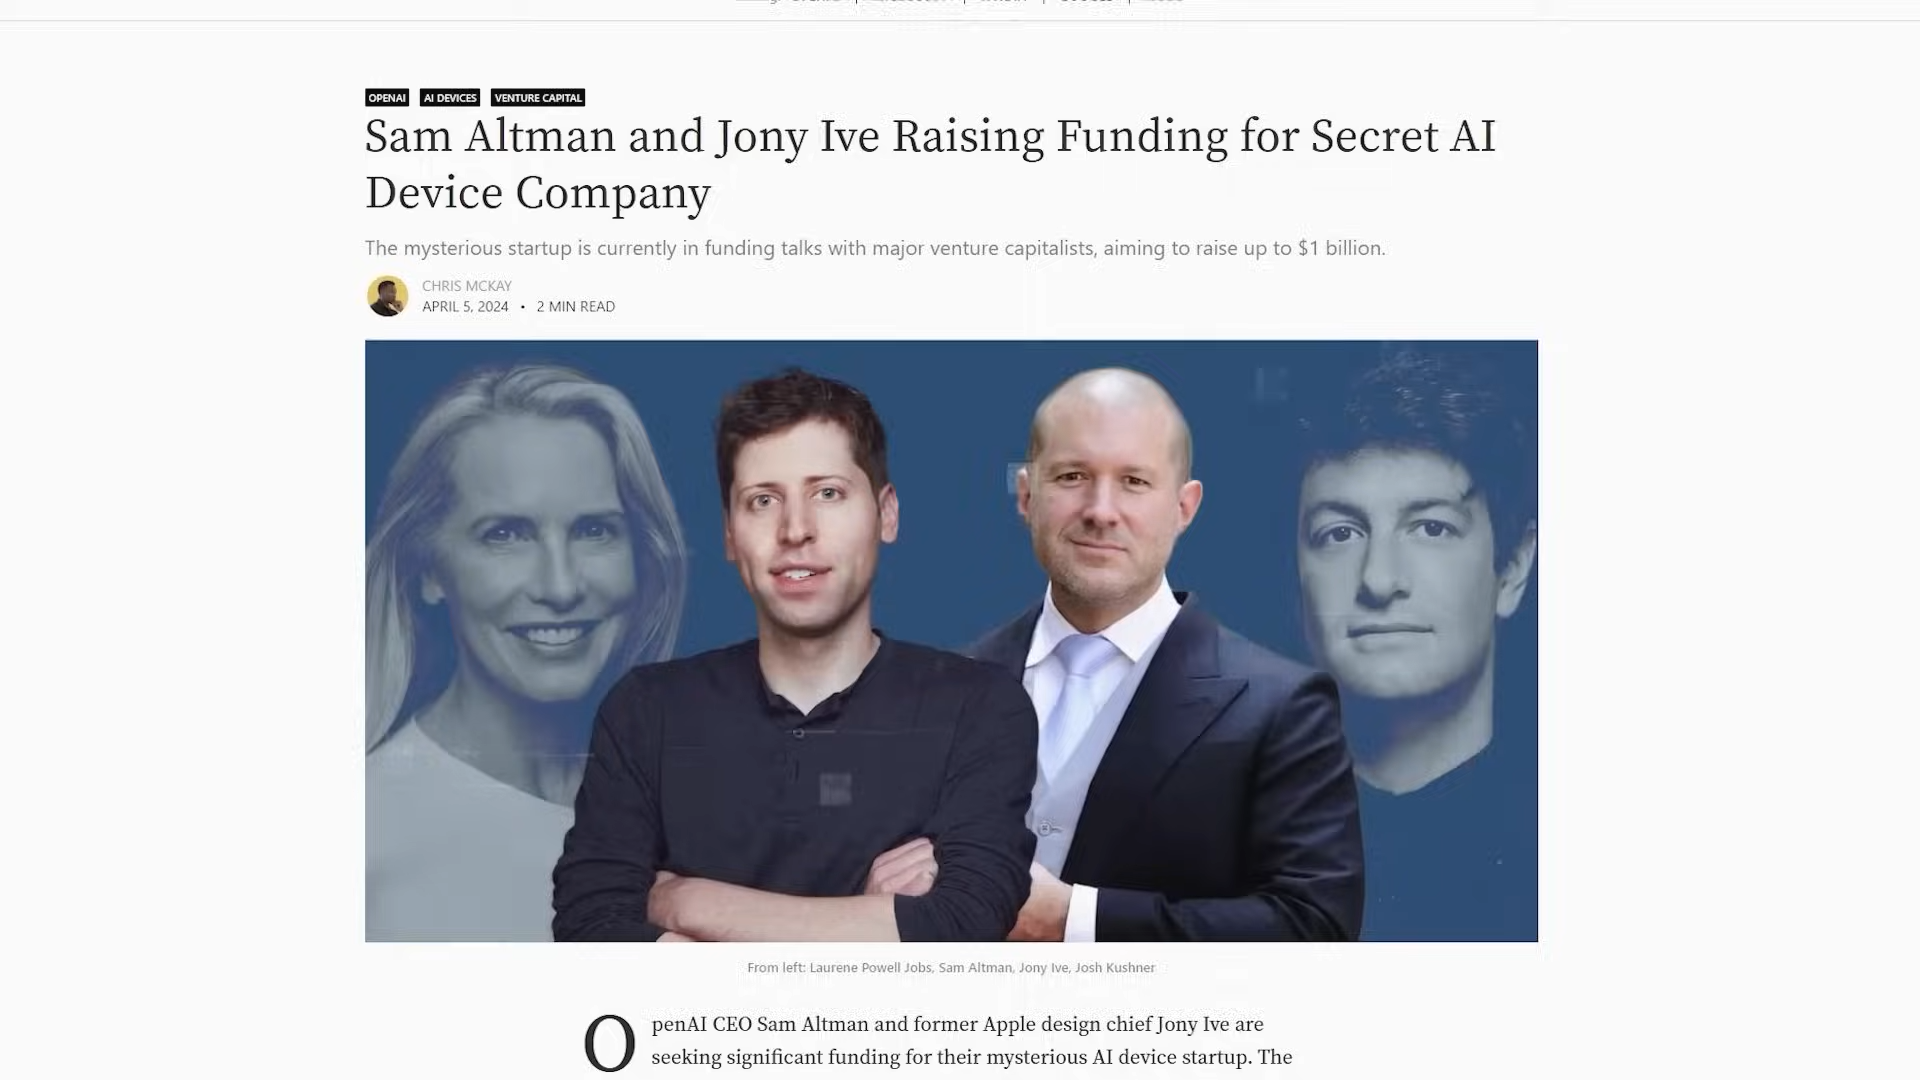 OPENAI AI DEVICES VENTURE CAPITAL
Sam Altman and Jony Ive Raising Funding for Secret AI
Device Company
The mysterious startup is currently in funding talks with major venture capitalists, aiming to raise up to $1 billion.
CHRIS MCKAY
APRIL 5, 2024 • 2 MIN READ
From left: Laurene Powell Jobs, Sam Altman, Jony Ive, Josh Kushner
OpenAI CEO Sam Altman and former Apple design chief Jony Ive are
seeking significant funding for their mysterious AI device startup. The